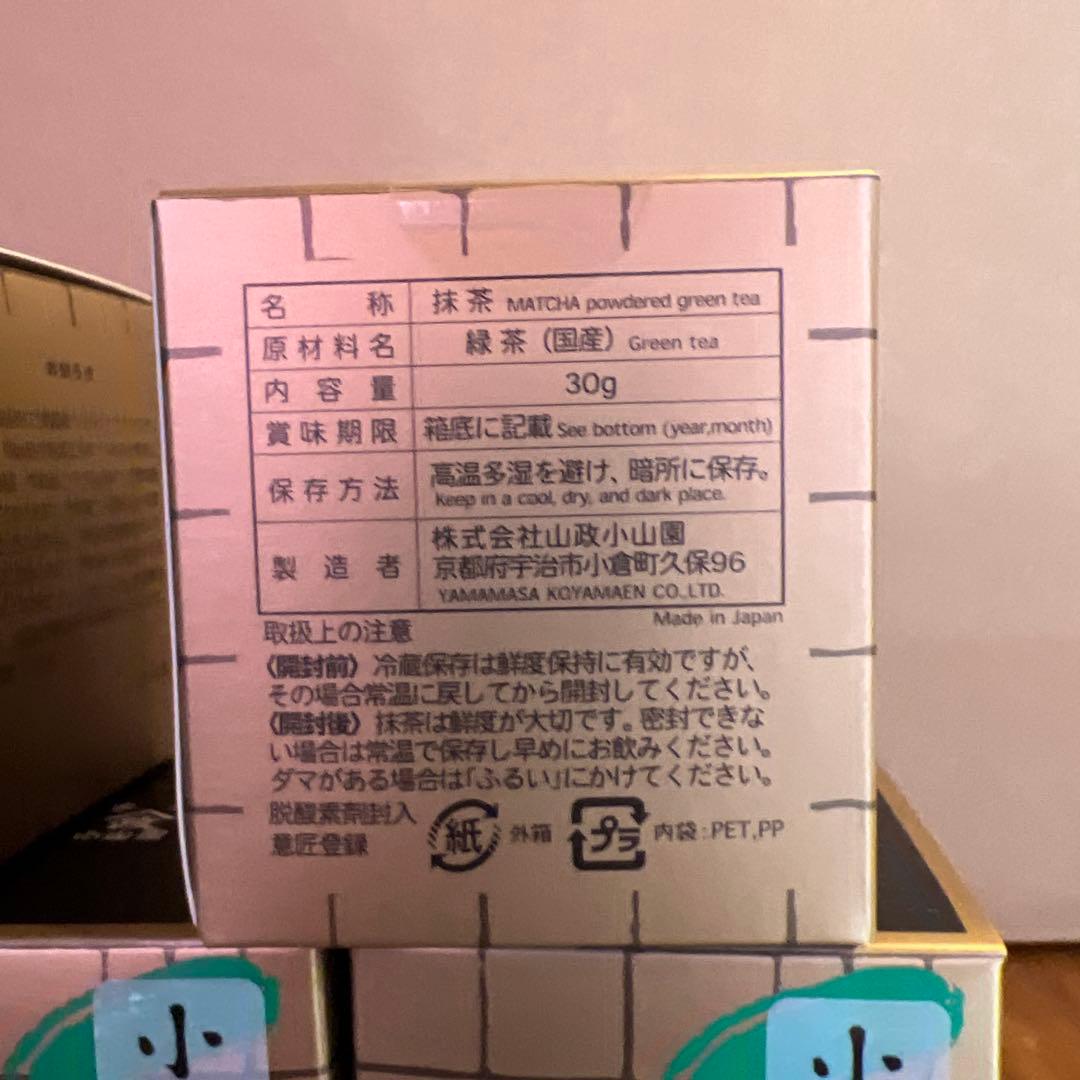 名称 抹茶 MATCHA powdered green tea
原材料名 緑茶（国産） Green tea
内容量 30g
賞味期限 箱底に記載 See bottom (year,month)
保存方法 高温多湿を避け、暗所に保存。
Keep in a cool, dry, and dark place.
製造者 株式会社山政小山園
京都府宇治市小倉町久保96
YAMAMASA KOYAMAEN CO.,LTD.
Made in Japan
取扱上の注意
《開封前》冷蔵保存は鮮度保持に有効ですが、
その場合常温に戻してから開封してください。
《開封後》抹茶は鮮度が大切です。密封できな
い場合は常温で保存し早めにお飲みください。
ダマがある場合は「ふるい」にかけてください。
脱酸素剤封入
意匠登録
紙 外箱 プラ 内袋:PET,PP
小
小